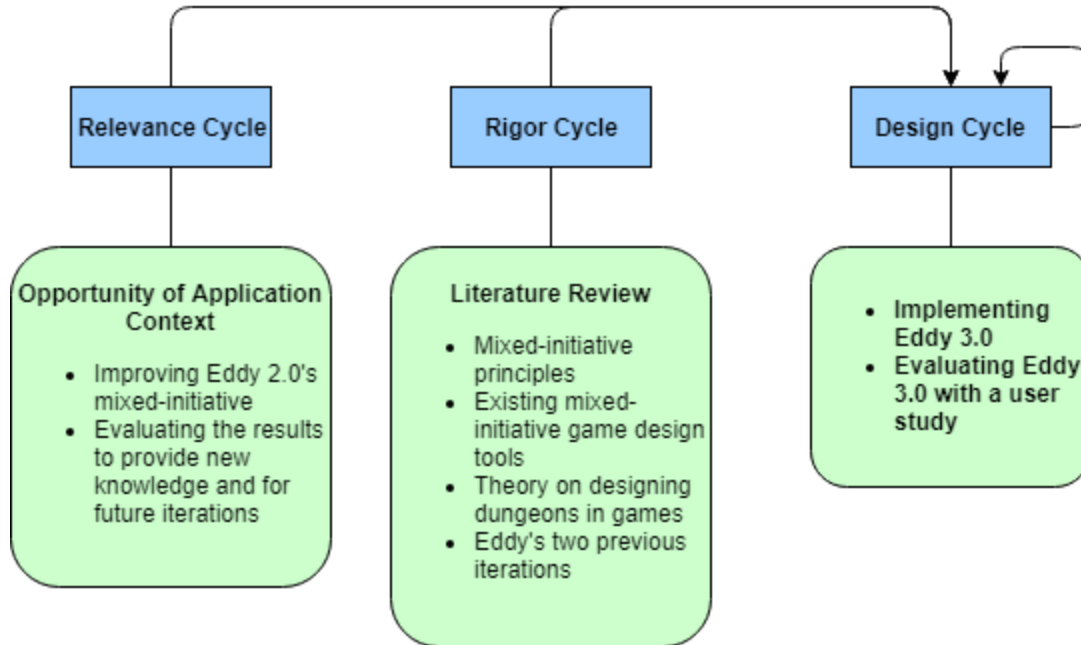 Relevance Cycle
Rigor Cycle
Design Cycle
Opportunity of Application
Context
• Improving Eddy 2.0's
mixed-initiative
• Evaluating the results
to provide new
knowledge and for
future iterations
Literature Review
• Mixed-initiative
principles
• Existing mixed-
initiative game design
tools
• Theory on designing
dungeons in games
• Eddy's two previous
iterations
• Implementing
Eddy 3.0
• Evaluating Eddy
3.0 with a user
study